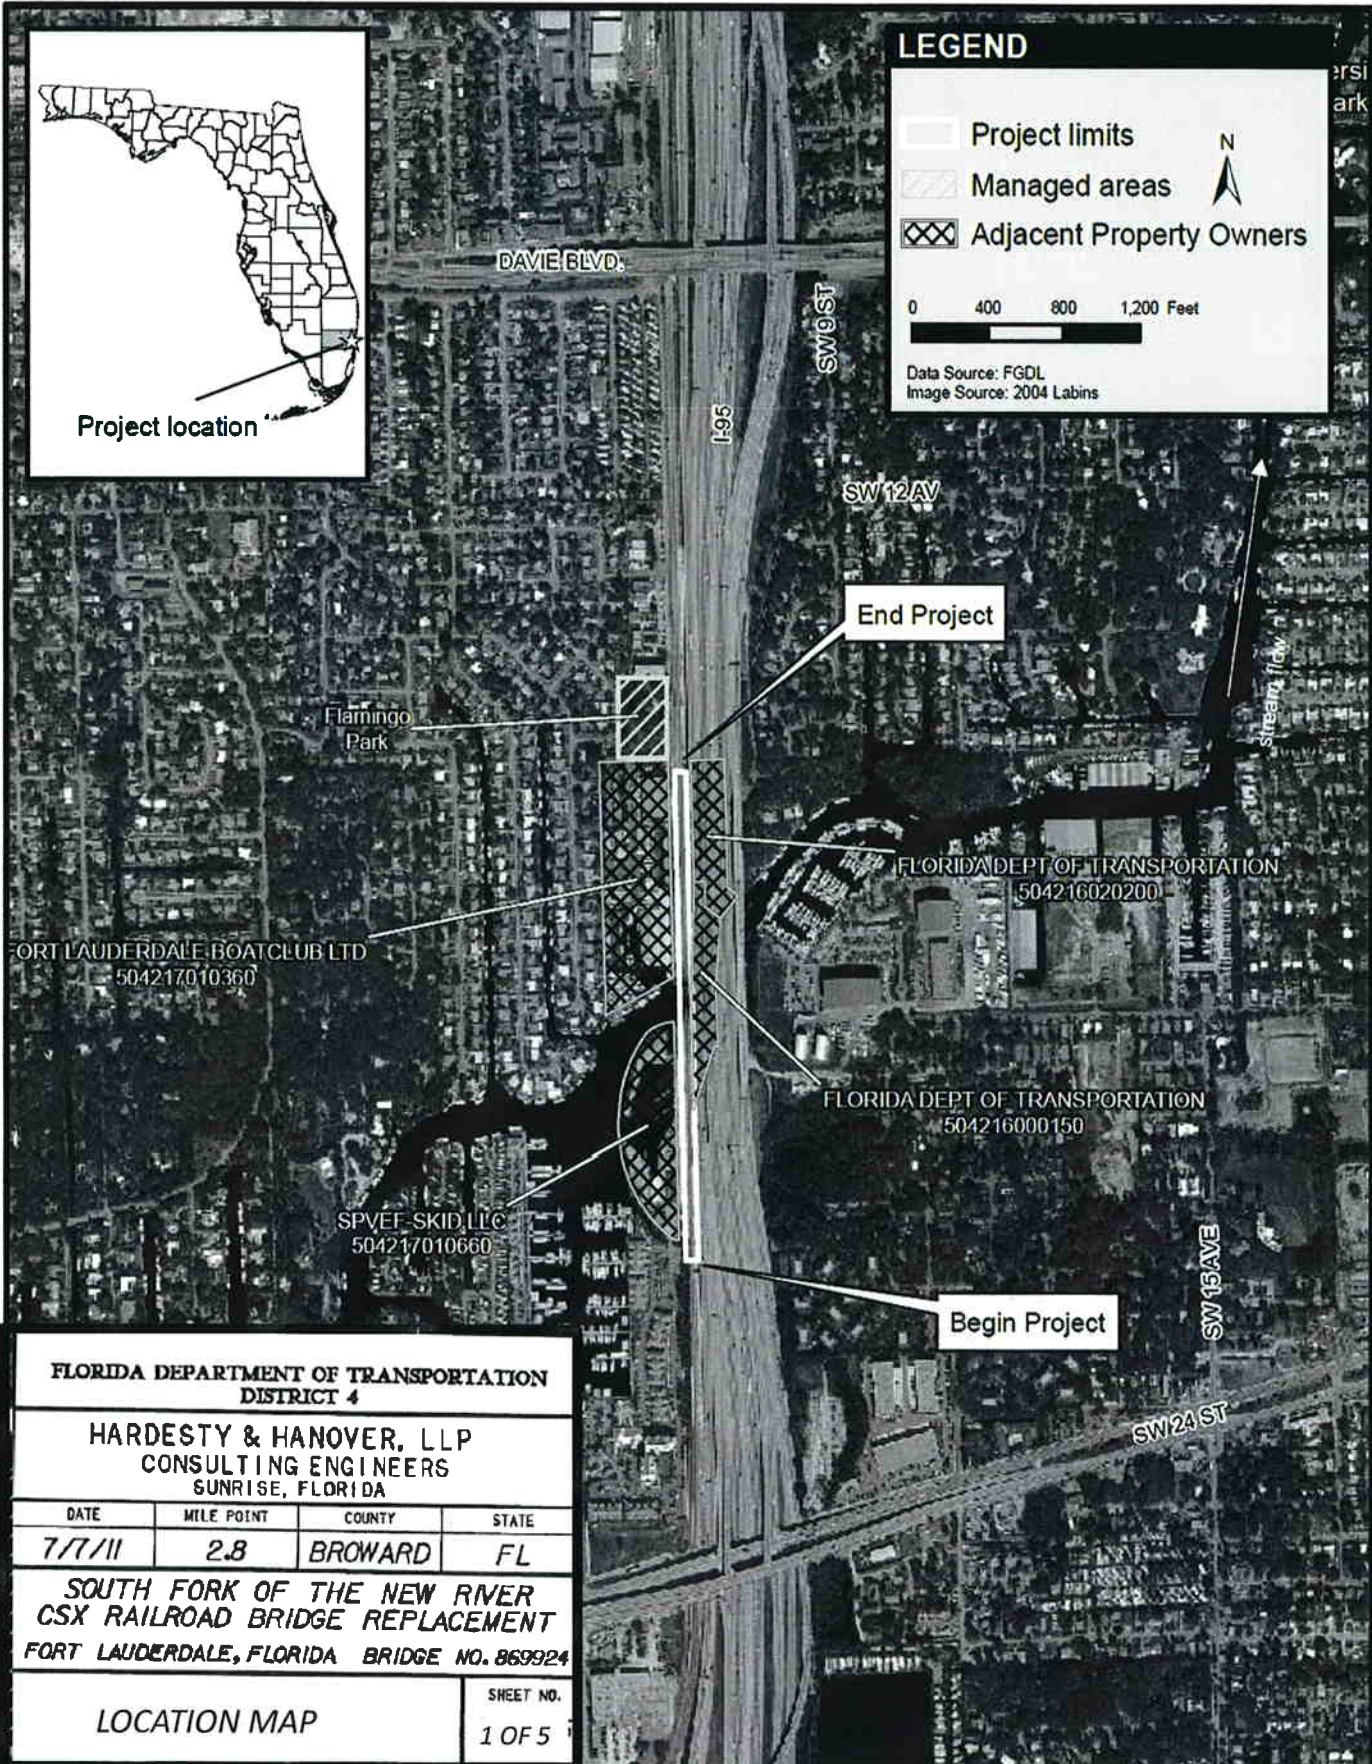 LEGEND
Project limits
N
Managed areas
Adjacent Property Owners
0 400 800 1,200 Feet
Data Source: FGDL
Image Source: 2004 Labins
ersi
ark
Project location
DAVIE BLVD.
SW 9 ST
I-95
SW 12 AV
End Project
Flamingo
Park
stream flow
FLORIDA DEPT OF TRANSPORTATION
504216020200
ORT LAUDERDALE BOATCLUB LTD
504217010360
FLORIDA DEPT OF TRANSPORTATION
504216000150
SPVEF-SKID LLC
504217010660
SW 15 AVE
Begin Project
SW 24 ST
FLORIDA DEPARTMENT OF TRANSPORTATION
DISTRICT 4
HARDESTY & HANOVER, LLP
CONSULTING ENGINEERS
SUNRISE, FLORIDA
DATE MILE POINT COUNTY STATE
7/7/11 2.8 BROWARD FL
SOUTH FORK OF THE NEW RIVER
CSX RAILROAD BRIDGE REPLACEMENT
FORT LAUDERDALE, FLORIDA BRIDGE NO. 869924
LOCATION MAP
SHEET NO.
1 OF 5